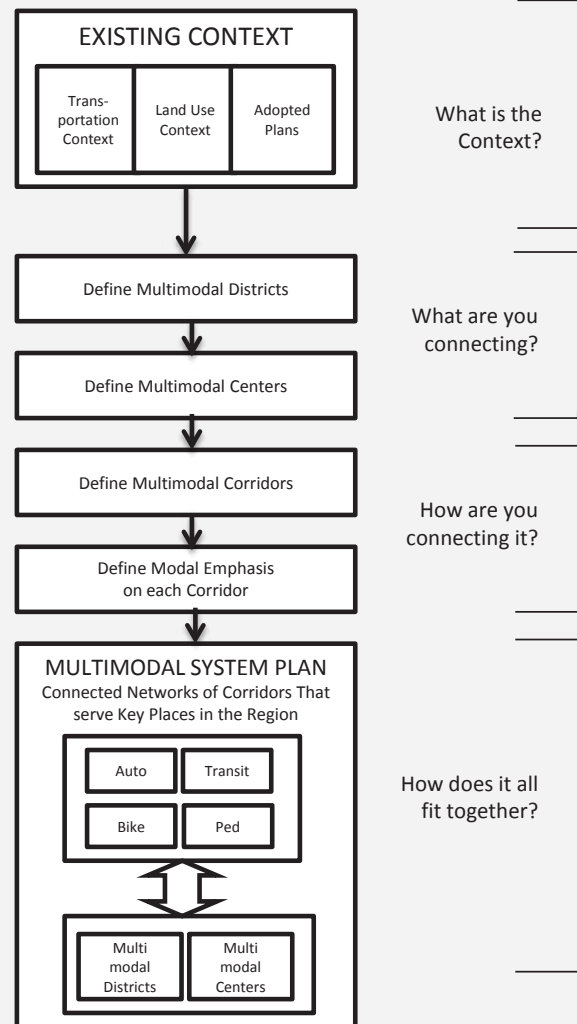 EXISTING CONTEXT
Trans-
portation
Context
Land Use
Context
Adopted
Plans
What is the
Context?
Define Multimodal Districts
Define Multimodal Centers
What are you
connecting?
Define Multimodal Corridors
Define Modal Emphasis
on each Corridor
How are you
connecting it?
MULTIMODAL SYSTEM PLAN
Connected Networks of Corridors That
serve Key Places in the Region
Auto
Transit
Bike
Ped
Multi
modal
Districts
Multi
modal
Centers
How does it all
fit together?